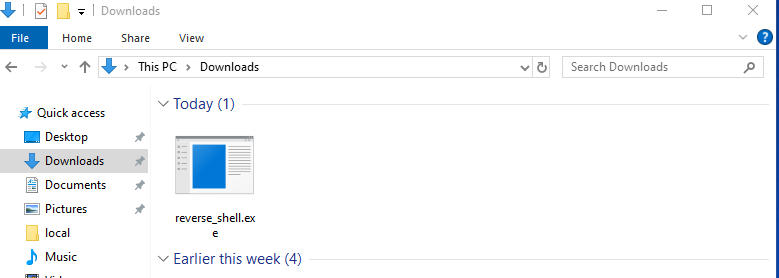 Downloads
File
Home
Share
View
This PC
Downloads
Search Downloads
Quick access
Today (1)
Desktop
Downloads
Documents
Pictures
reverse_shell.ex
e
local
Music
Earlier this week (4)